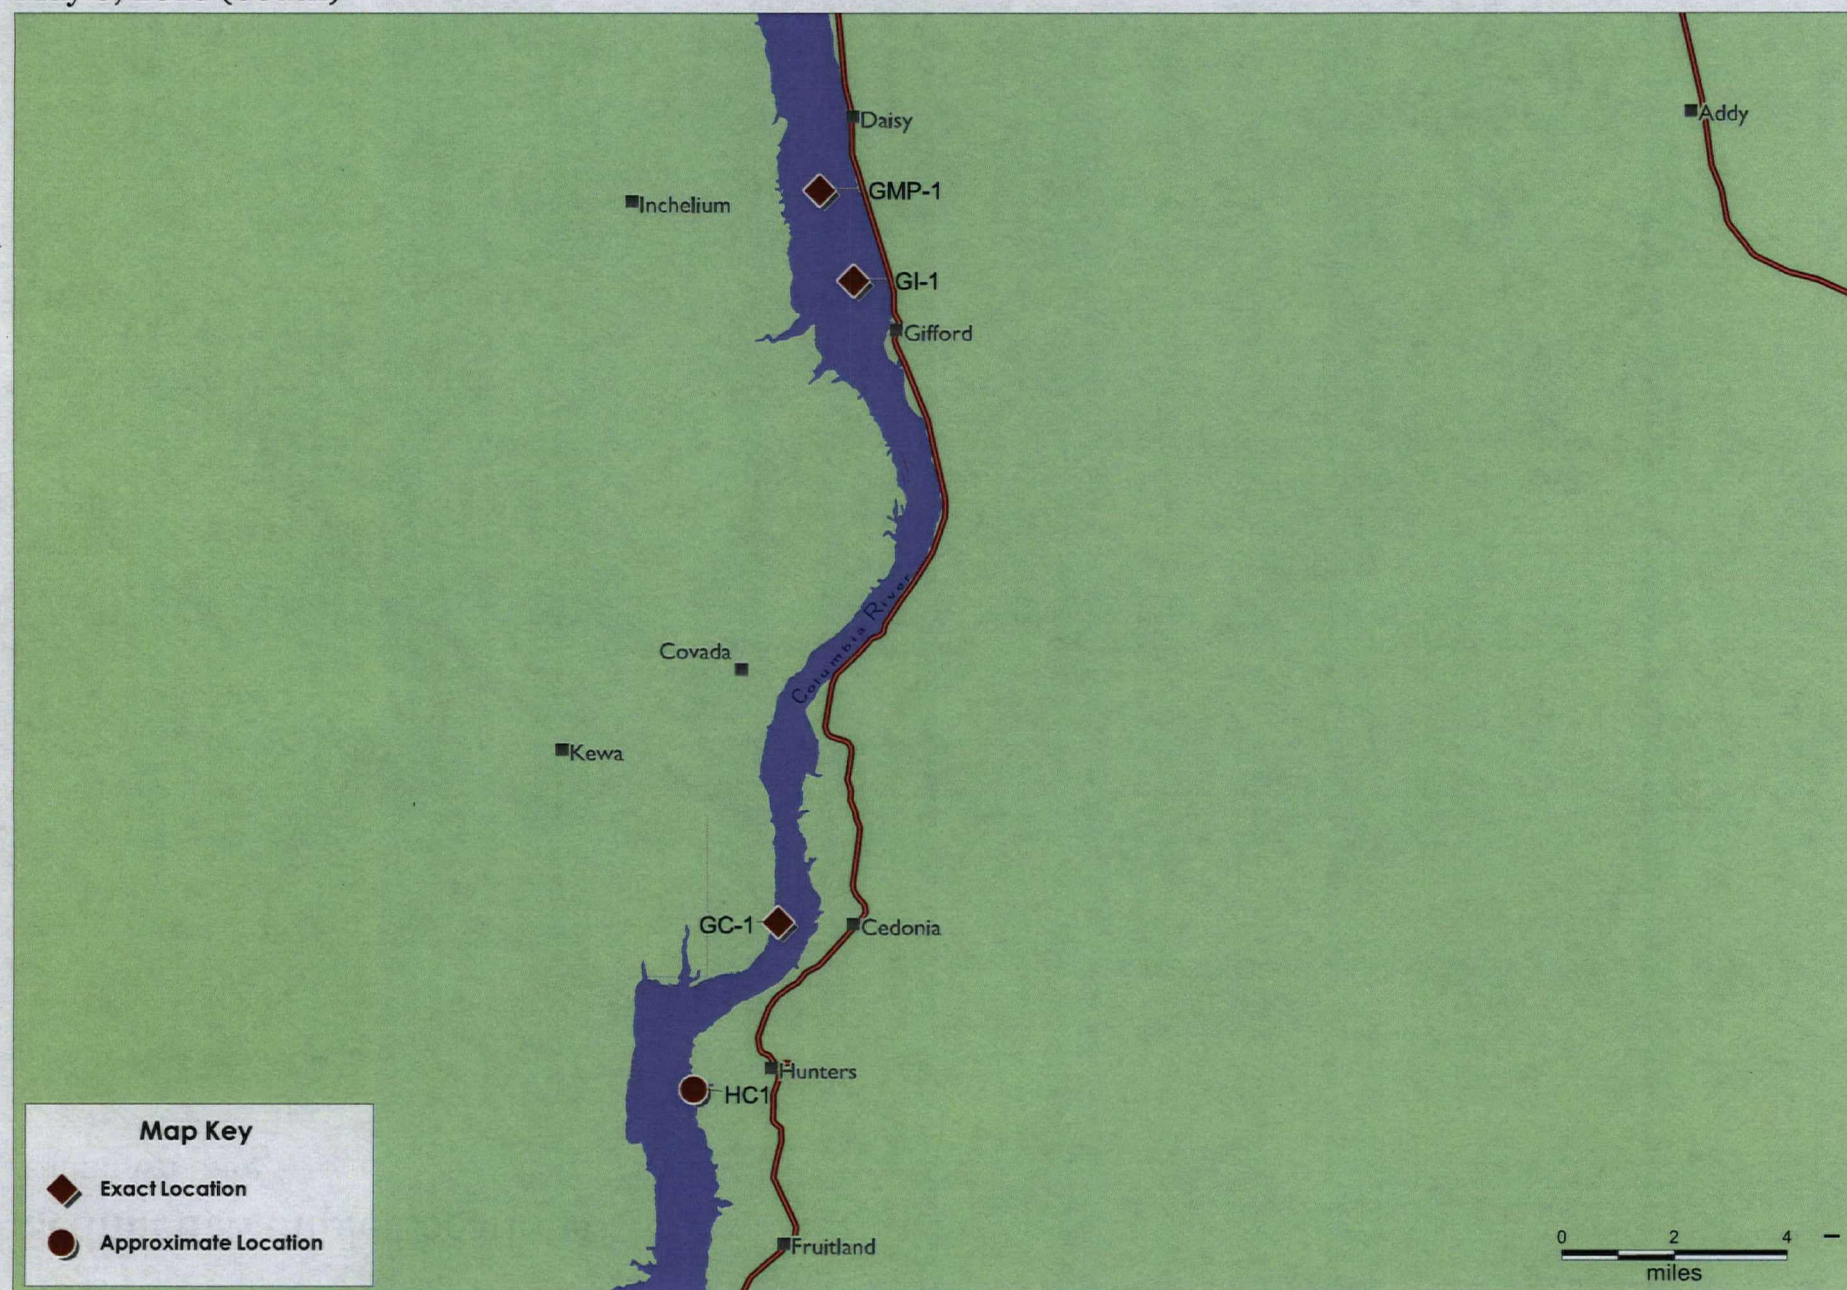 Daisy
Addy
GMP-1
Inchelium
GI-1
Gifford
Columbia River
Covada
Kewa
GC-1
Cedonia
Hunters
HC1
Map Key
Exact Location
Approximate Location
Fruitland
0 2 4
miles